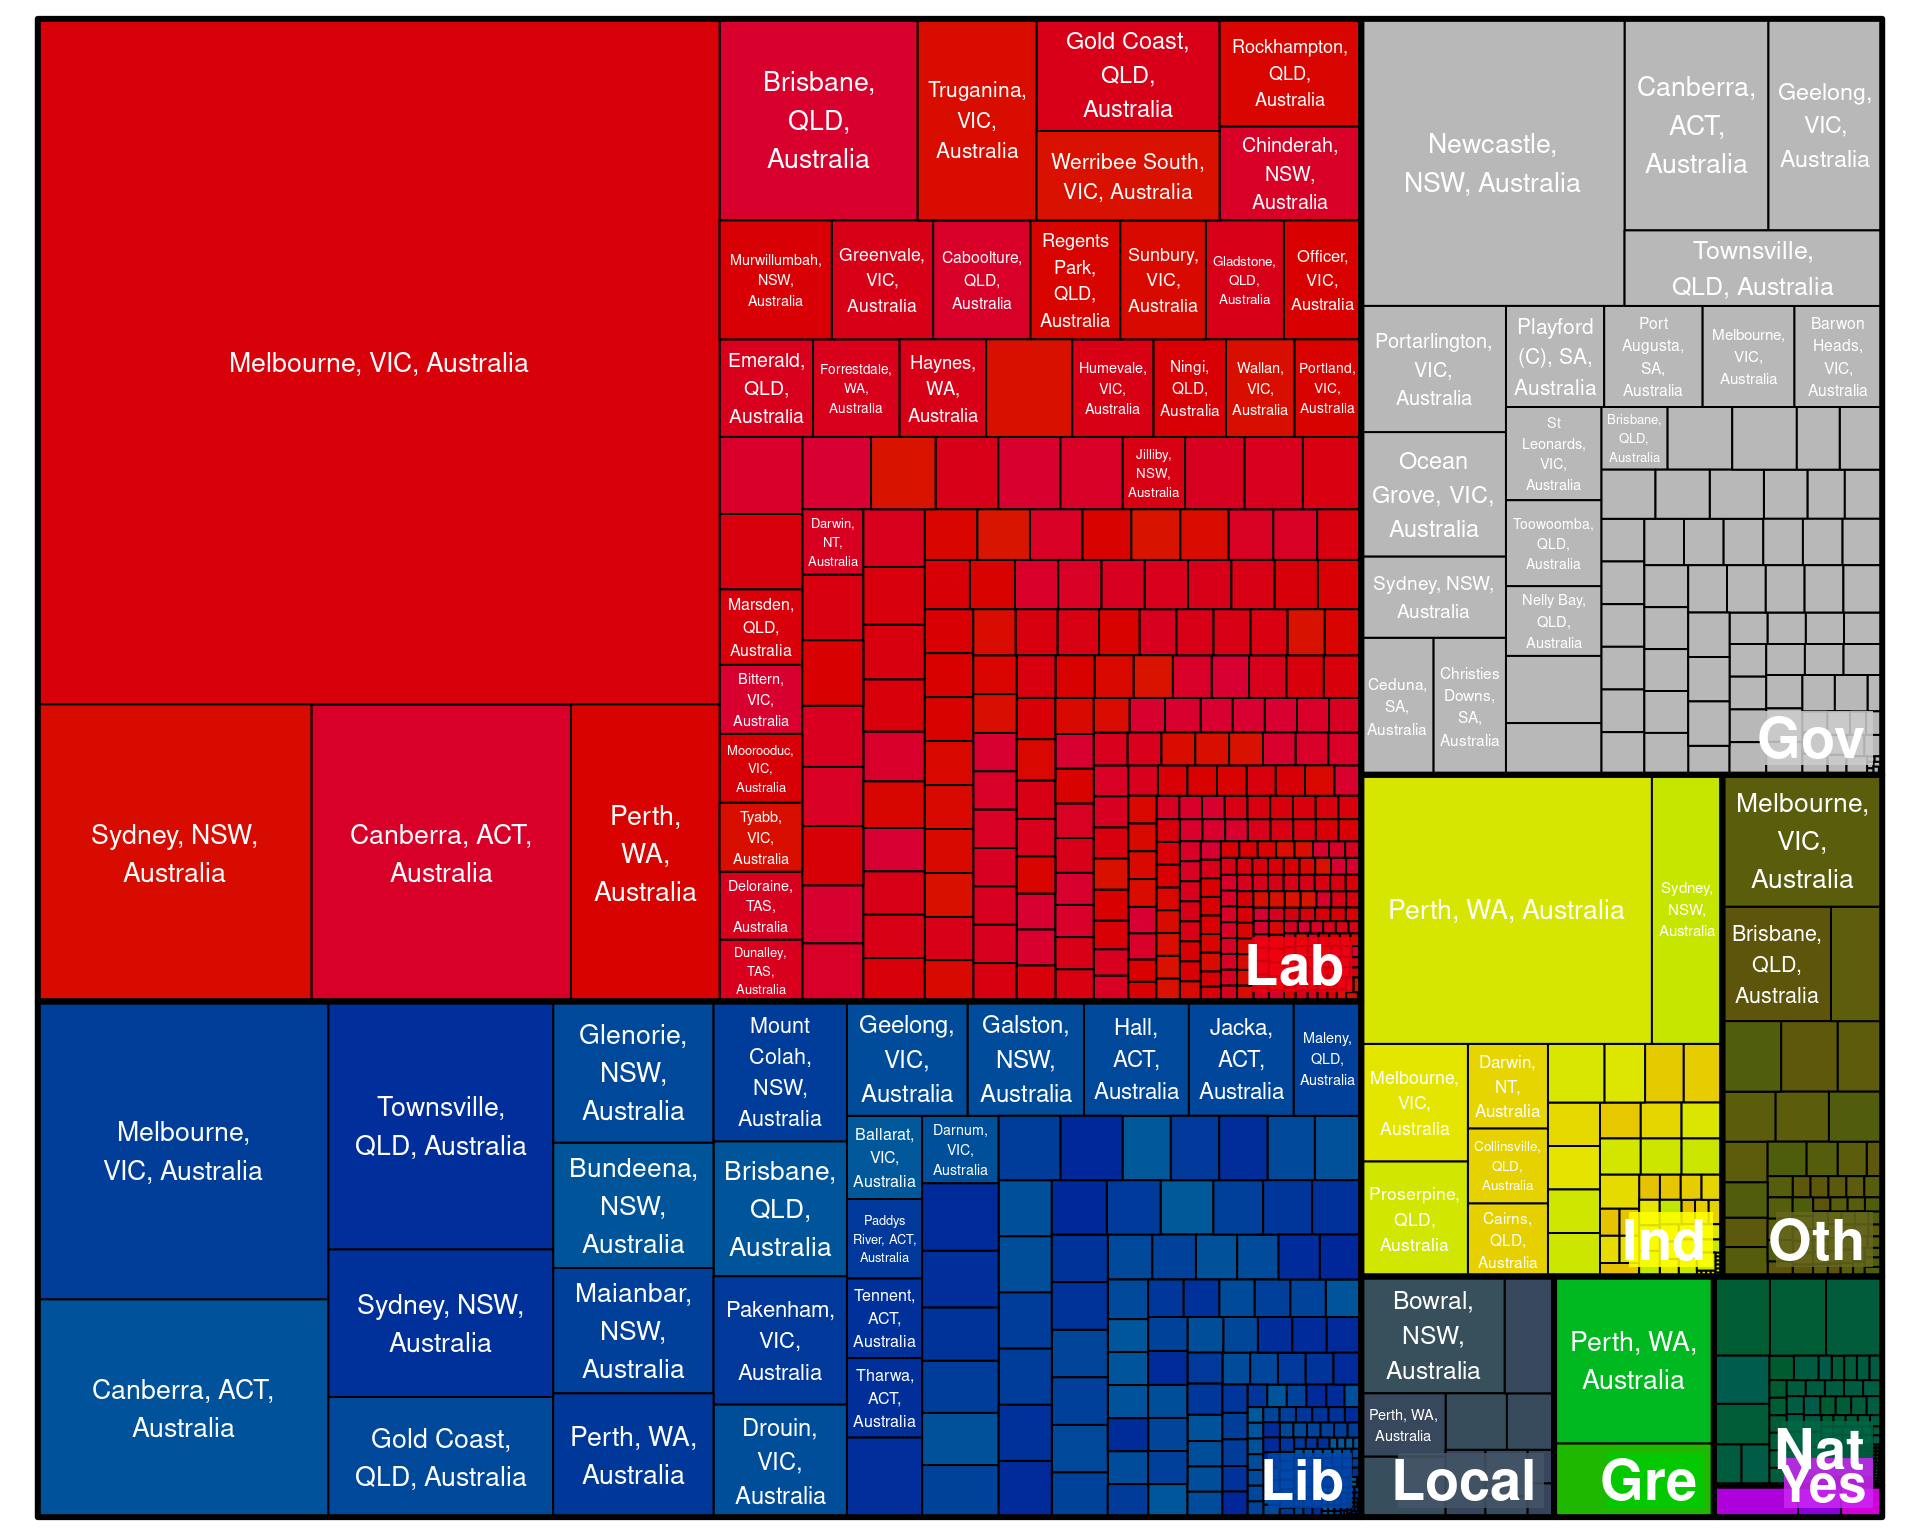 Melbourne, VIC, Australia
Sydney, NSW,
Australia
Canberra, ACT,
Australia
Perth,
WA,
Australia
Brisbane,
QLD,
Australia
Truganina,
VIC,
Australia
Gold Coast,
QLD,
Australia
Werribee South,
VIC, Australia
Rockhampton,
QLD,
Australia
Chinderah,
NSW,
Australia
Murwillumbah,
NSW,
Australia
Greenvale,
VIC,
Australia
Caboolture,
QLD,
Australia
Regents
Park,
QLD,
Australia
Sunbury,
VIC,
Australia
Gladstone,
QLD,
Australia
Officer,
VIC,
Australia
Emerald,
QLD,
Australia
Forrestdale,
WA,
Australia
Haynes,
WA,
Australia
Humevale,
VIC,
Australia
Ningi,
QLD,
Australia
Wallan,
VIC,
Australia
Portland,
VIC,
Australia
Jilliby,
NSW,
Australia
Darwin,
NT,
Australia
Marsden,
QLD,
Australia
Bittern,
VIC,
Australia
Moorooduc,
VIC,
Australia
Tyabb,
VIC,
Australia
Deloraine,
TAS,
Australia
Dunalley,
TAS,
Australia
Lab
Newcastle,
NSW, Australia
Canberra,
ACT,
Australia
Geelong,
VIC,
Australia
Townsville,
QLD, Australia
Portarlington,
VIC,
Australia
Playford
(C), SA,
Australia
Port
Augusta,
SA,
Australia
Melbourne,
VIC,
Australia
Barwon
Heads,
VIC,
Australia
Ocean
Grove, VIC,
Australia
St
Leonards,
VIC,
Australia
Brisbane,
QLD,
Australia
Toowoomba,
QLD,
Australia
Sydney, NSW,
Australia
Nelly Bay,
QLD,
Australia
Ceduna,
SA,
Australia
Christies
Downs,
SA,
Australia
Gov
Perth, WA, Australia
Sydney,
NSW,
Australia
Melbourne,
VIC,
Australia
Darwin,
NT,
Australia
Collinsville,
QLD,
Australia
Proserpine,
QLD,
Australia
Cairns,
QLD,
Australia
Ind
Melbourne,
VIC,
Australia
Brisbane,
QLD,
Australia
Oth
Melbourne,
VIC, Australia
Canberra, ACT,
Australia
Townsville,
QLD, Australia
Sydney, NSW,
Australia
Gold Coast,
QLD, Australia
Glenorie,
NSW,
Australia
Bundeena,
NSW,
Australia
Maianbar,
NSW,
Australia
Perth, WA,
Australia
Mount
Colah,
NSW,
Australia
Brisbane,
QLD,
Australia
Pakenham,
VIC,
Australia
Drouin,
VIC,
Australia
Geelong,
VIC,
Australia
Galston,
NSW,
Australia
Hall,
ACT,
Australia
Jacka,
ACT,
Australia
Maleny,
QLD,
Australia
Ballarat,
VIC,
Australia
Darnum,
VIC,
Australia
Paddys
River, ACT,
Australia
Tennent,
ACT,
Australia
Tharwa,
ACT,
Australia
Lib
Bowral,
NSW,
Australia
Perth, WA,
Australia
Local
Perth, WA,
Australia
Gre
Nat
Yes